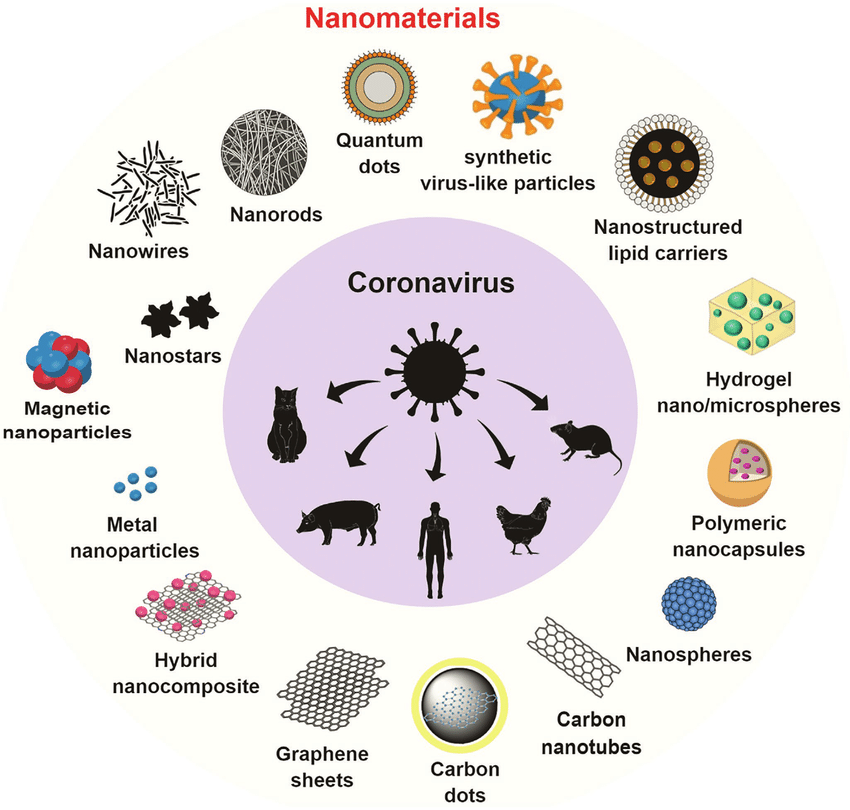 Nanomaterials
Quantum
dots
synthetic
virus-like particles
Nanorods
Nanostructured
lipid carriers
Nanowires
Coronavirus
Nanostars
Hydrogel
nano/microspheres
Magnetic
nanoparticles
Metal
nanoparticles
Polymeric
nanocapsules
Nanospheres
Hybrid
nanocomposite
Carbon
nanotubes
Graphene
sheets
Carbon
dots